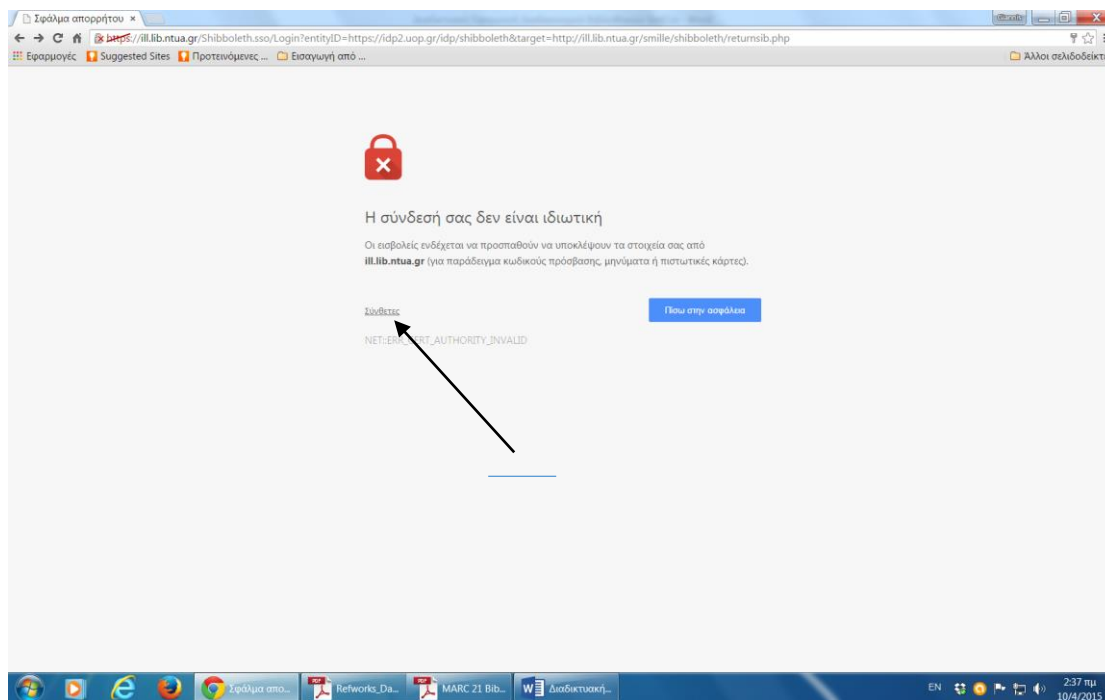 Σφάλμα απορρήτου
https://ill.lib.ntua.gr/Shibboleth.sso/Login?entityID=https://idp2.uop.gr/idp/shibboleth&target=http://ill.lib.ntua.gr/smille/shibboleth/returnsib.php
Εφαρμογές Suggested Sites Προτεινόμενες ... Εισαγωγή από ... Άλλοι σελιδοδείκτ
Η σύνδεσή σας δεν είναι ιδιωτική
Οι εισβολείς ενδέχεται να προσπαθούν να υποκλέψουν τα στοιχεία σας από
ill.lib.ntua.gr (για παράδειγμα κωδικούς πρόσβασης, μηνύματα ή πιστωτικές κάρτες).
Σύνθετες Πίσω στην ασφάλεια
NET::ERR_CERT_AUTHORITY_INVALID
Σφάλμα απο... Refworks_Da... MARC 21 Bib... Διαδικτυακή... EN 2:37 πμ
10/4/2015